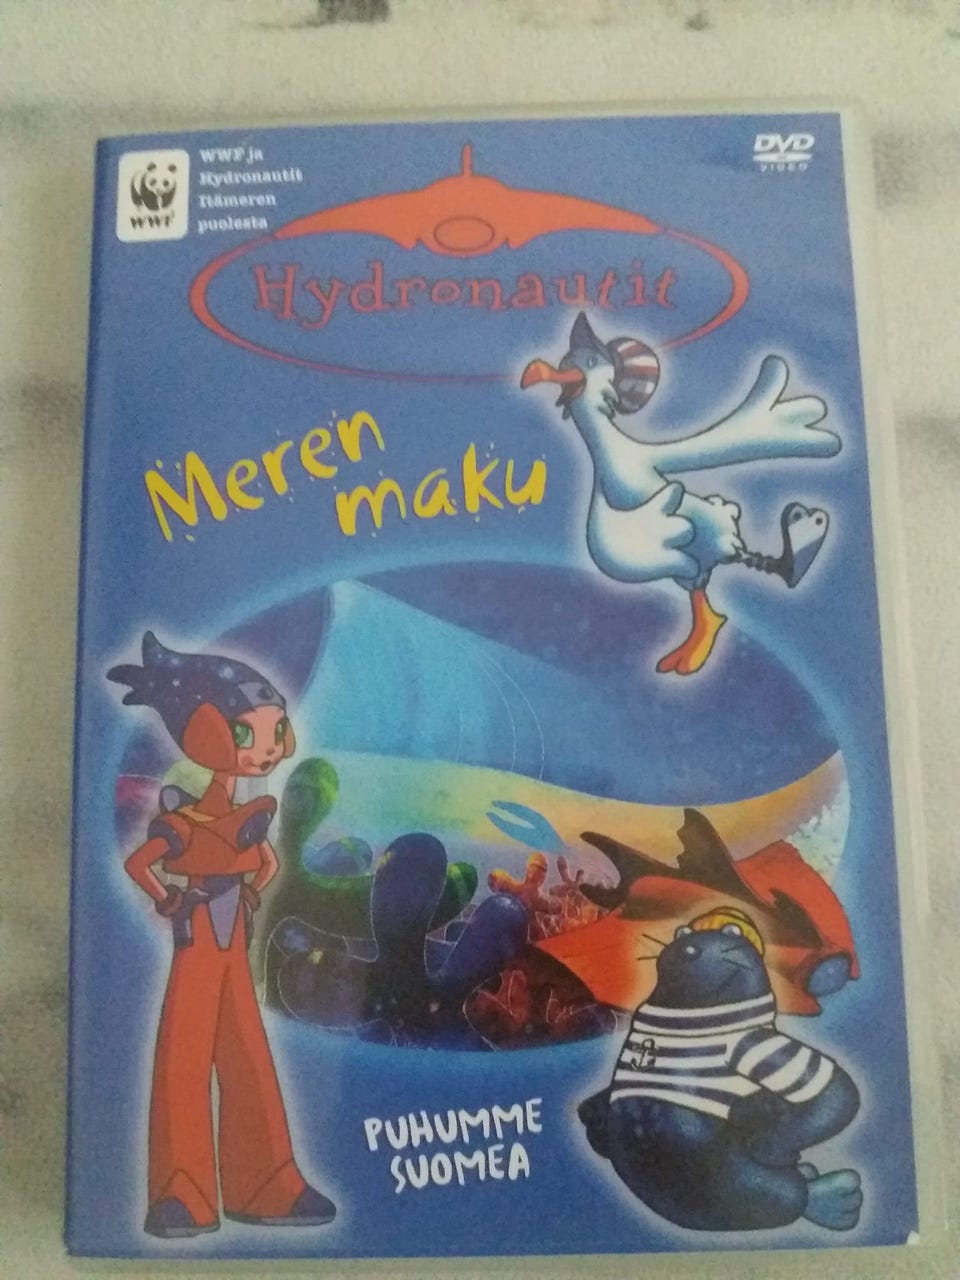 WWF
WWF ja
Hydronautit
Itämeren
puolesta
DVD
VIDEO
Hydronautit
Meren
maku
PUHUMME
SUOMEA